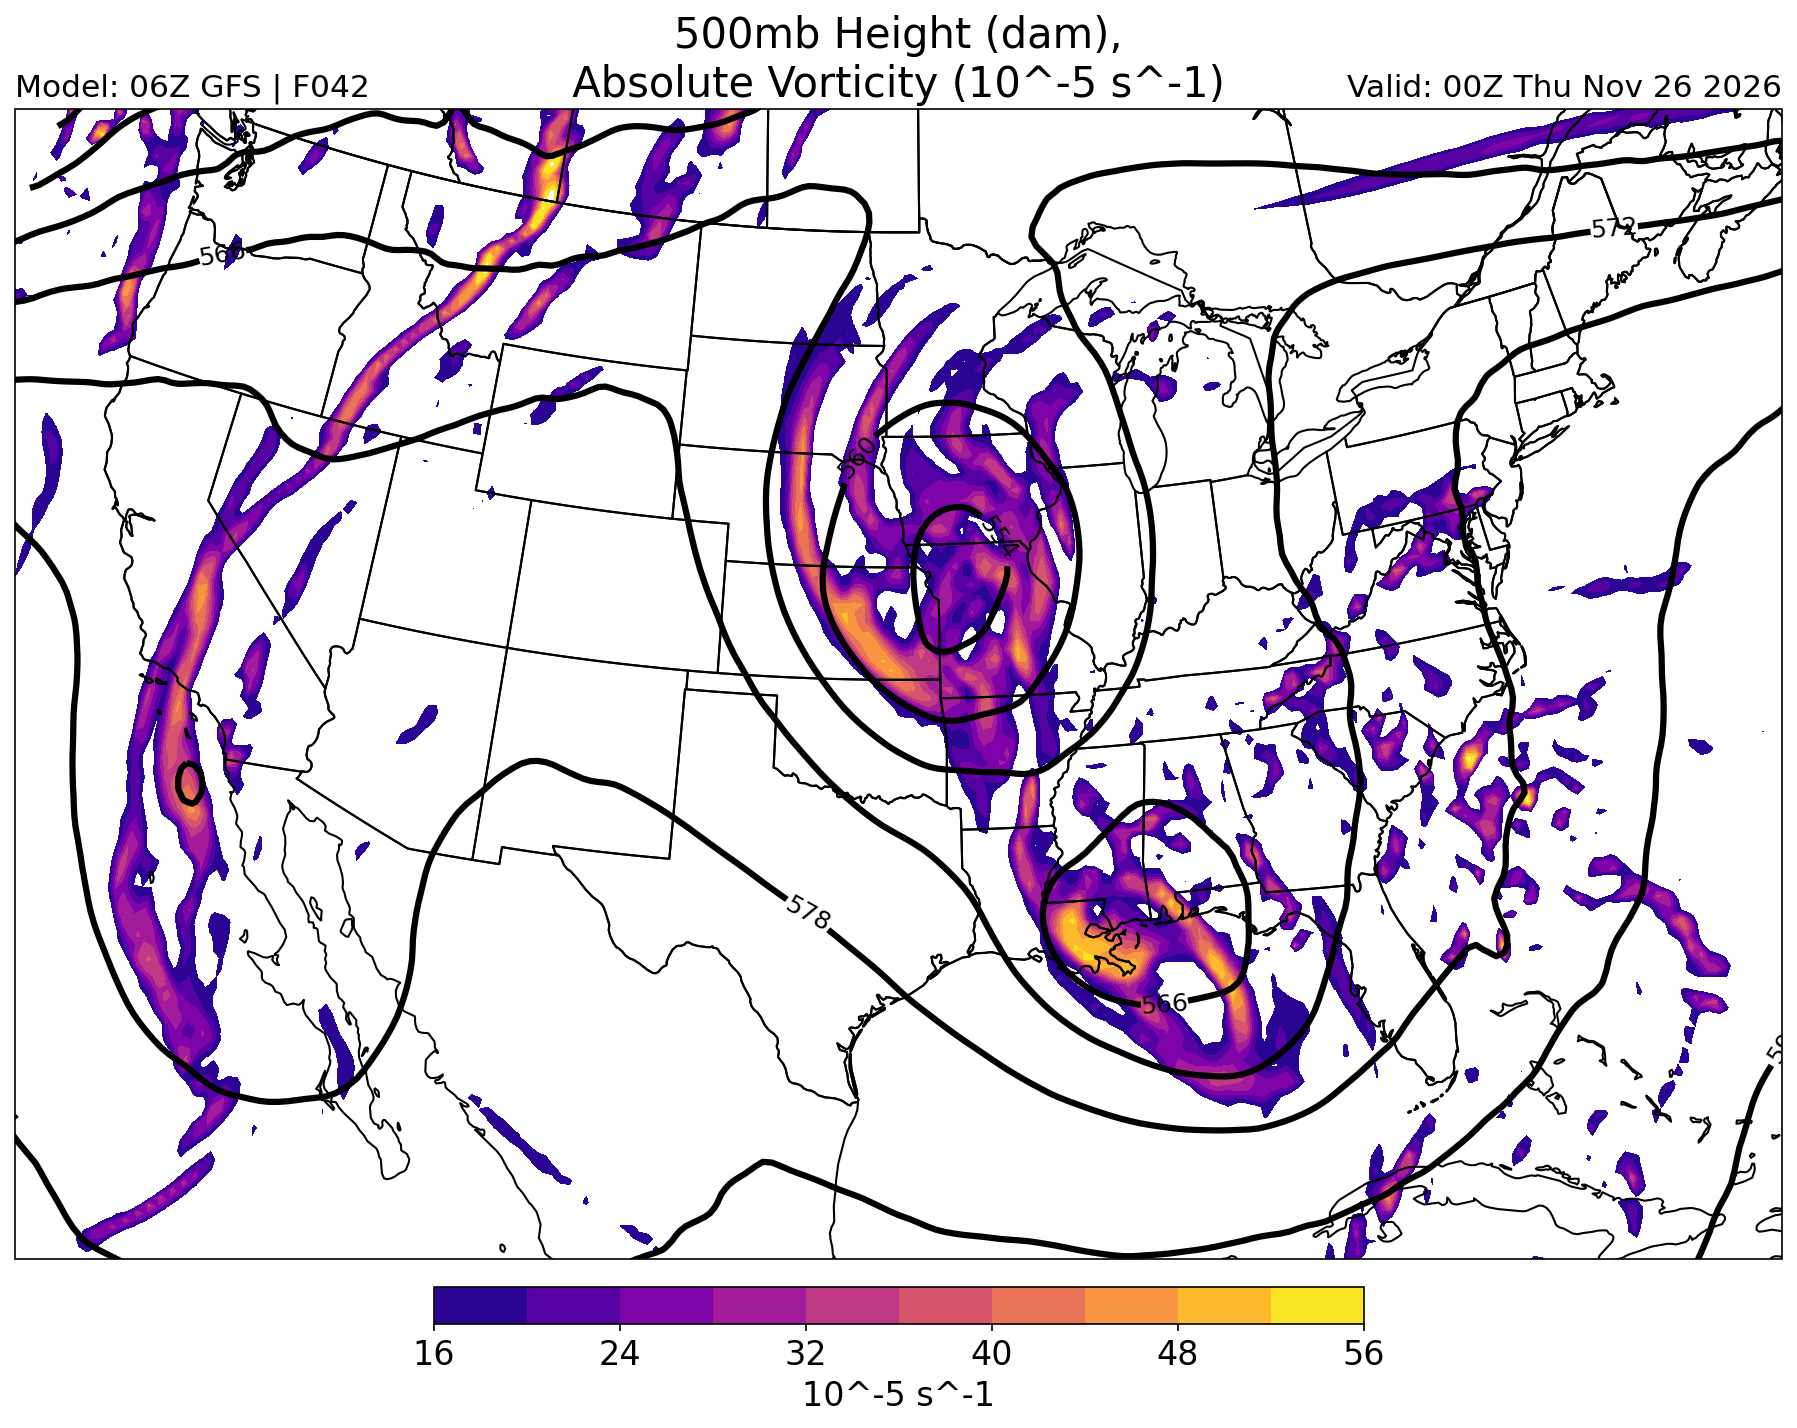 500mb Height (dam),
Model: 06Z GFS | F042
Absolute Vorticity (10^-5 s^-1)
Valid: 00Z Thu Nov 26 2026
566
572
560
554
578
566
16 24 32 40 48 56
10^-5 s^-1